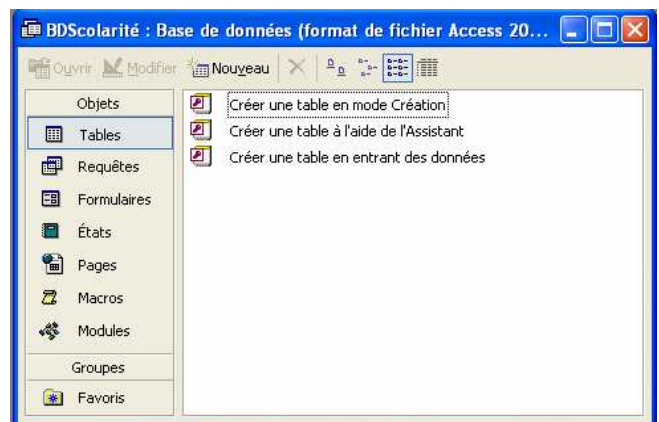 BDScolarité : Base de données (format de fichier Access 20...
Ouvrir Modifier Nouveau
Objets
Tables
Requêtes
Formulaires
États
Pages
Macros
Modules
Groupes
Favoris
Créer une table en mode Création
Créer une table à l'aide de l'Assistant
Créer une table en entrant des données